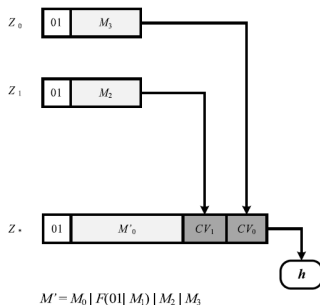 Z₀ 01 M₃
Z₁ 01 M₂
Z* 01 M'₀ CV₁ CV₀
h
M' = M₀ | F(01| M₁) | M₂ | M₃